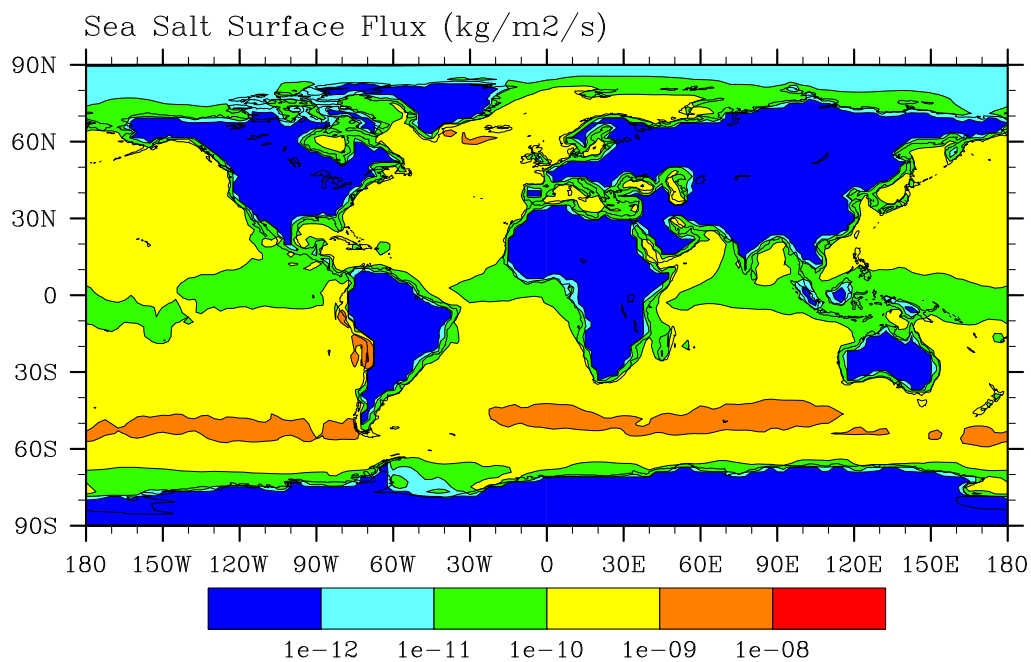 Sea Salt Surface Flux (kg/m2/s)
90N
60N
30N
0
30S
60S
90S
180 150W 120W 90W 60W 30W 0 30E 60E 90E 120E 150E 180
1e-12 1e-11 1e-10 1e-09 1e-08